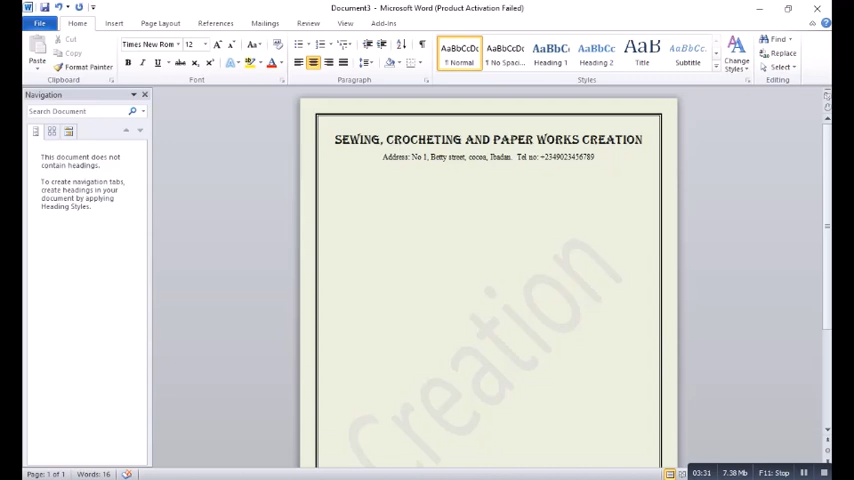 Document3 - Microsoft Word (Product Activation Failed)
File Home Insert Page Layout References Mailings Review View Add-Ins
Paste
Cut
Copy
Format Painter
Clipboard
Times New Rom 12
Font
Paragraph
AaBbCcDc AaBbCcDc AaBbCc AaBbCc AaB AaBbCc.
¶ Normal ¶ No Spaci... Heading 1 Heading 2 Title Subtitle
Change Styles
Styles
Find
Replace
Select
Editing
Navigation
Search Document
This document does not
contain headings.
To create navigation tabs,
create headings in your
document by applying
Heading Styles.
SEWING, CROCHETING AND PAPER WORKS CREATION
Address: No 1, Betty street, cocoa, Ibadan. Tel no: +2349023456789
Creation
Page: 1 of 1 Words: 16
03:31 7.38 Mb F11: Stop